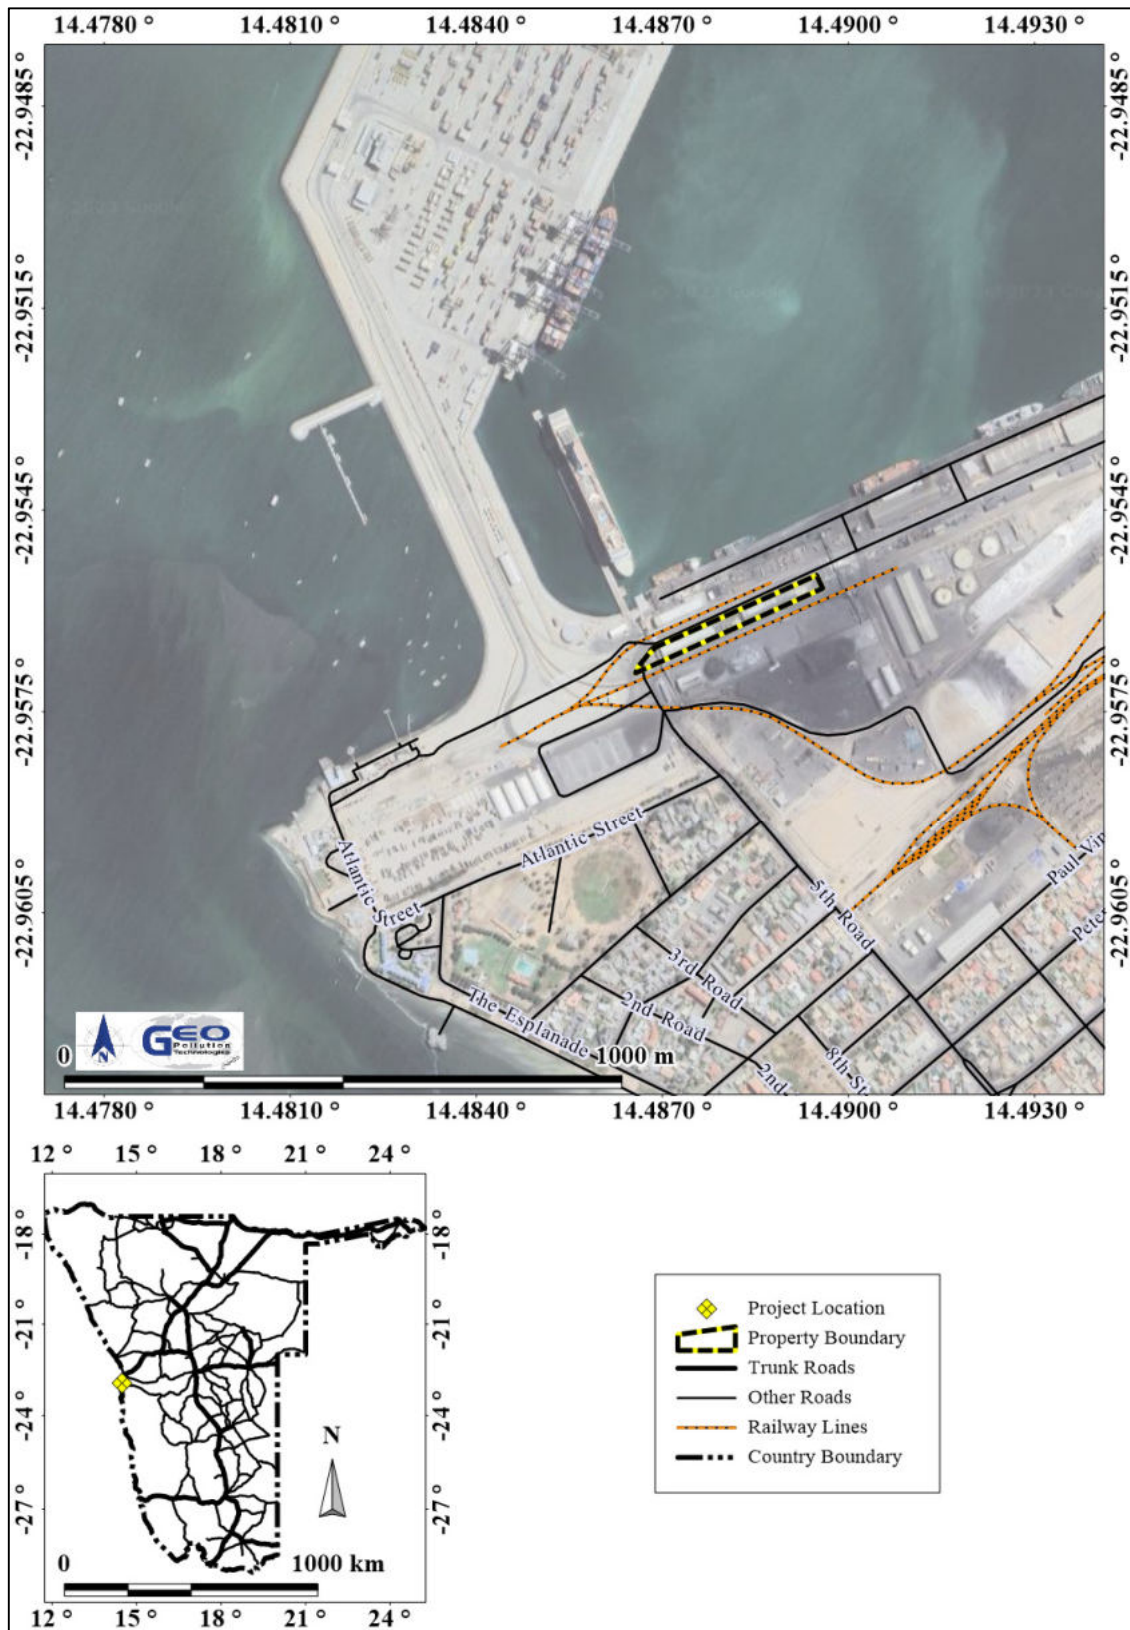 14.4780 ° 14.4810 ° 14.4840 ° 14.4870 ° 14.4900 ° 14.4930 °
-22.9485 ° -22.9485 °
-22.9515 ° -22.9515 °
-22.9545 ° -22.9545 °
-22.9575 ° -22.9575 °
-22.9605 ° -22.9605 °
Atlantic Street
Atlantic Street
5th Road
Paul Vin
Peter
3rd Road
2nd Road
The Esplanade
8th St
2nd
N
GEO
Pollution
Technologies
0 1000 m
14.4780 ° 14.4810 ° 14.4840 ° 14.4870 ° 14.4900 ° 14.4930 °
12 ° 15 ° 18 ° 21 ° 24 °
-18 ° -18 °
-21 ° -21 °
-24 ° -24 °
-27 ° -27 °
N
0 1000 km
12 ° 15 ° 18 ° 21 ° 24 °
Project Location
Property Boundary
Trunk Roads
Other Roads
Railway Lines
Country Boundary